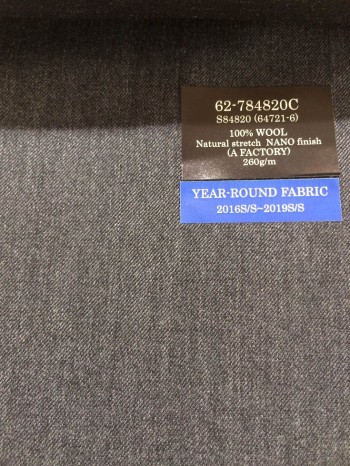 62-784820C
S84820 (64721-6)
100% WOOL
Natural stretch NANO finish
(A FACTORY)
260g/m
YEAR-ROUND FABRIC
2016S/S~2019S/S